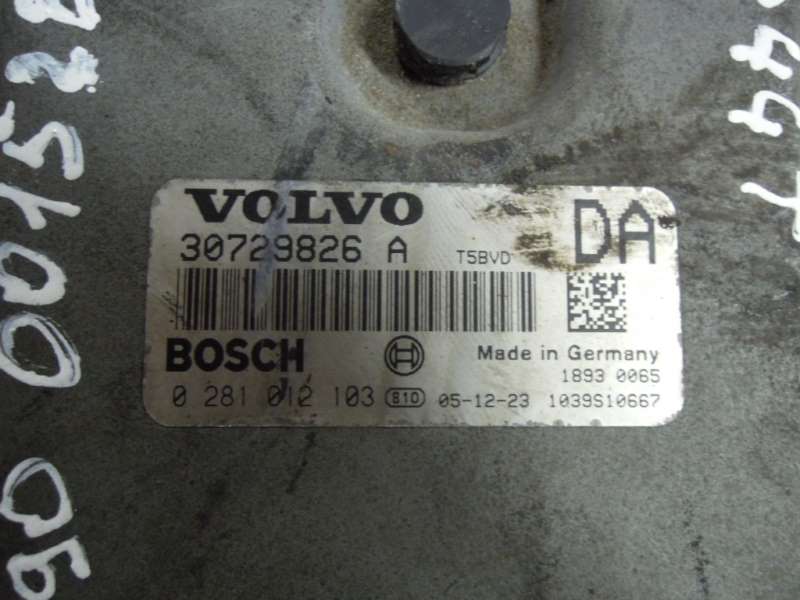 VOLVO
30729826 A T5BVD DA
BOSCH Made in Germany
1893 0065
0 281 012 103 810 05-12-23 1039S10667
06